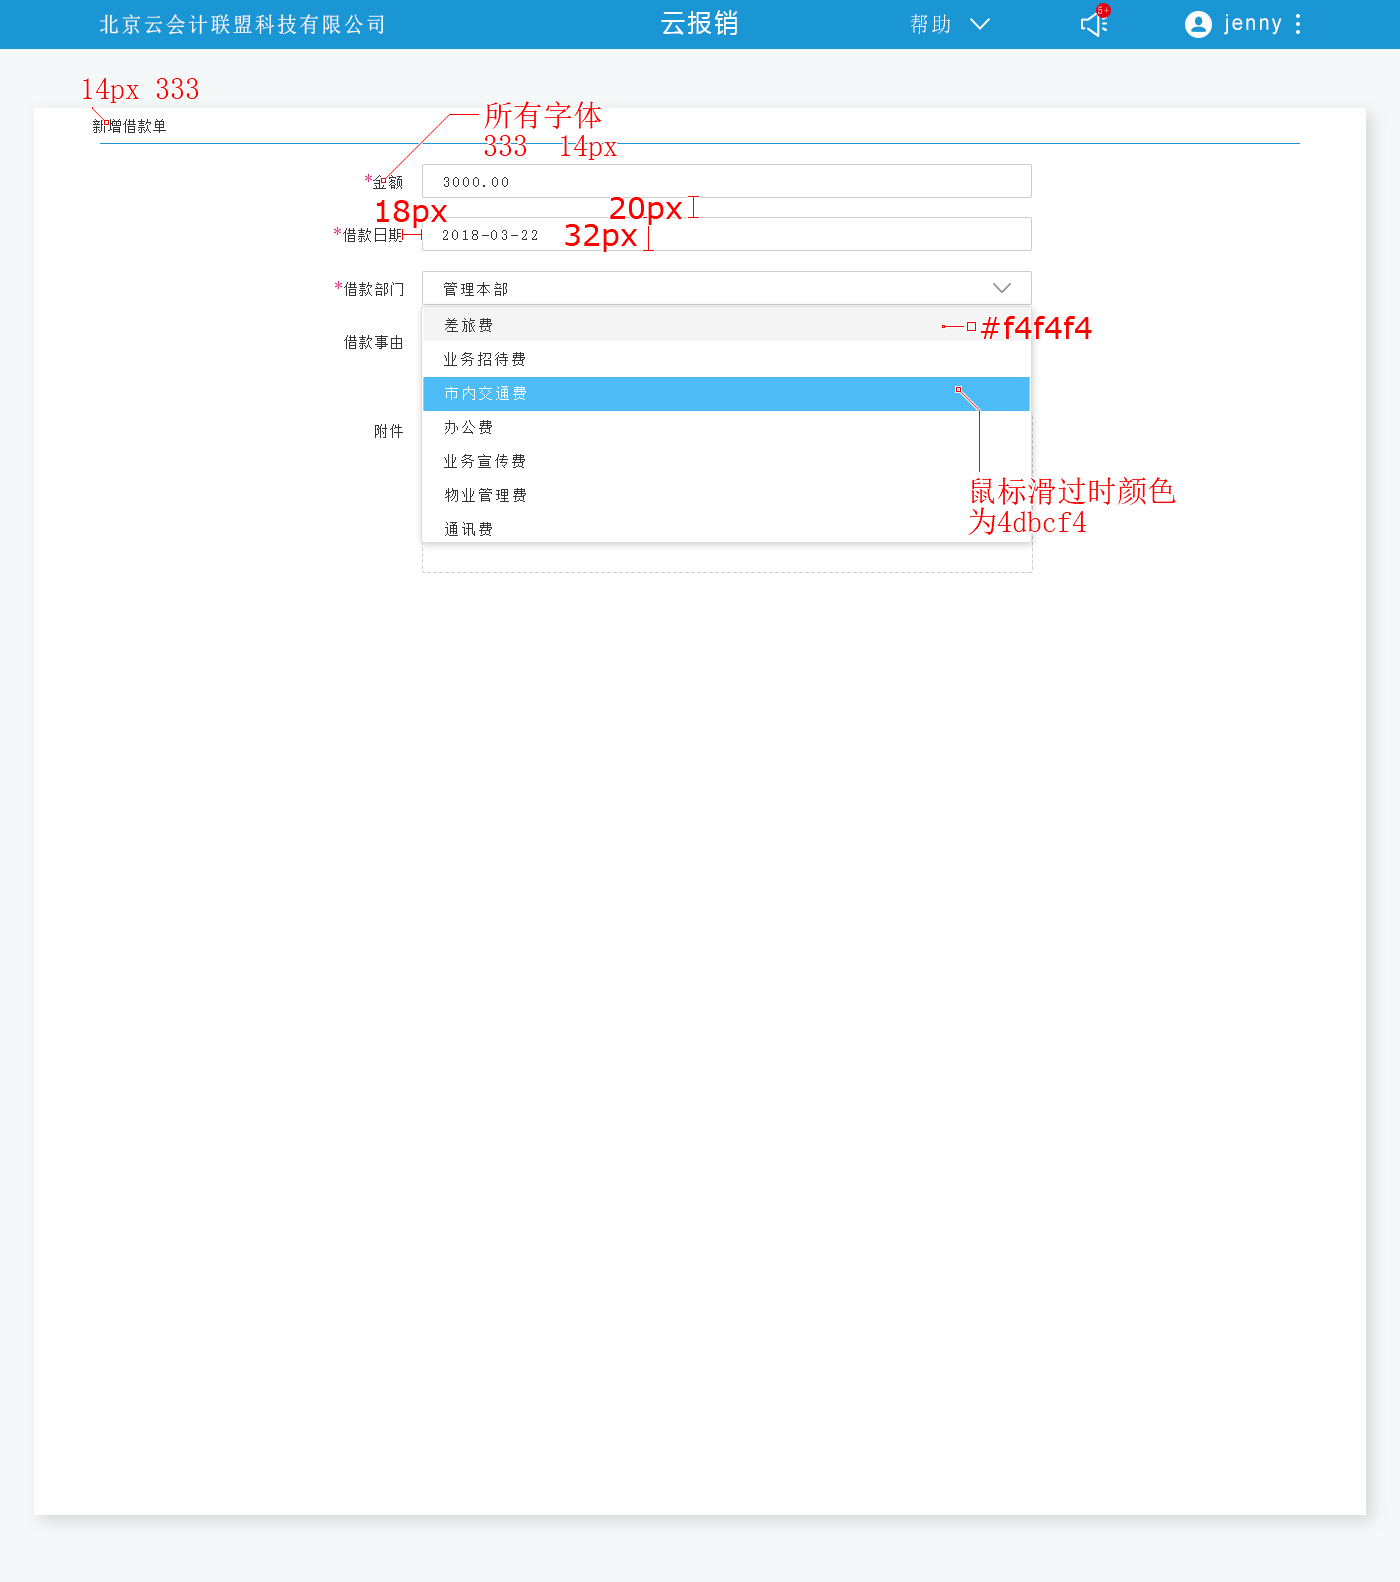 北京云会计联盟科技有限公司 云报销 帮助 5+ jenny
14px 333
新增借款单
所有字体
333 14px
*金额 3000.00
18px 20px
*借款日期 2018-03-22 32px
*借款部门 管理本部
差旅费 #f4f4f4
借款事由
业务招待费
市内交通费
附件 办公费
业务宣传费
物业管理费
通讯费
鼠标滑过时颜色
为4dbcf4